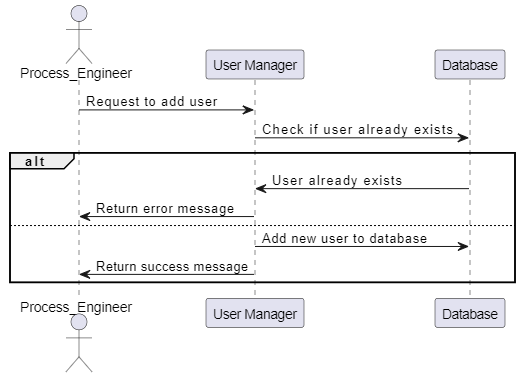 Process_Engineer
User Manager
Database
Request to add user
Check if user already exists
alt
User already exists
Return error message
Add new user to database
Return success message
Process_Engineer
User Manager
Database